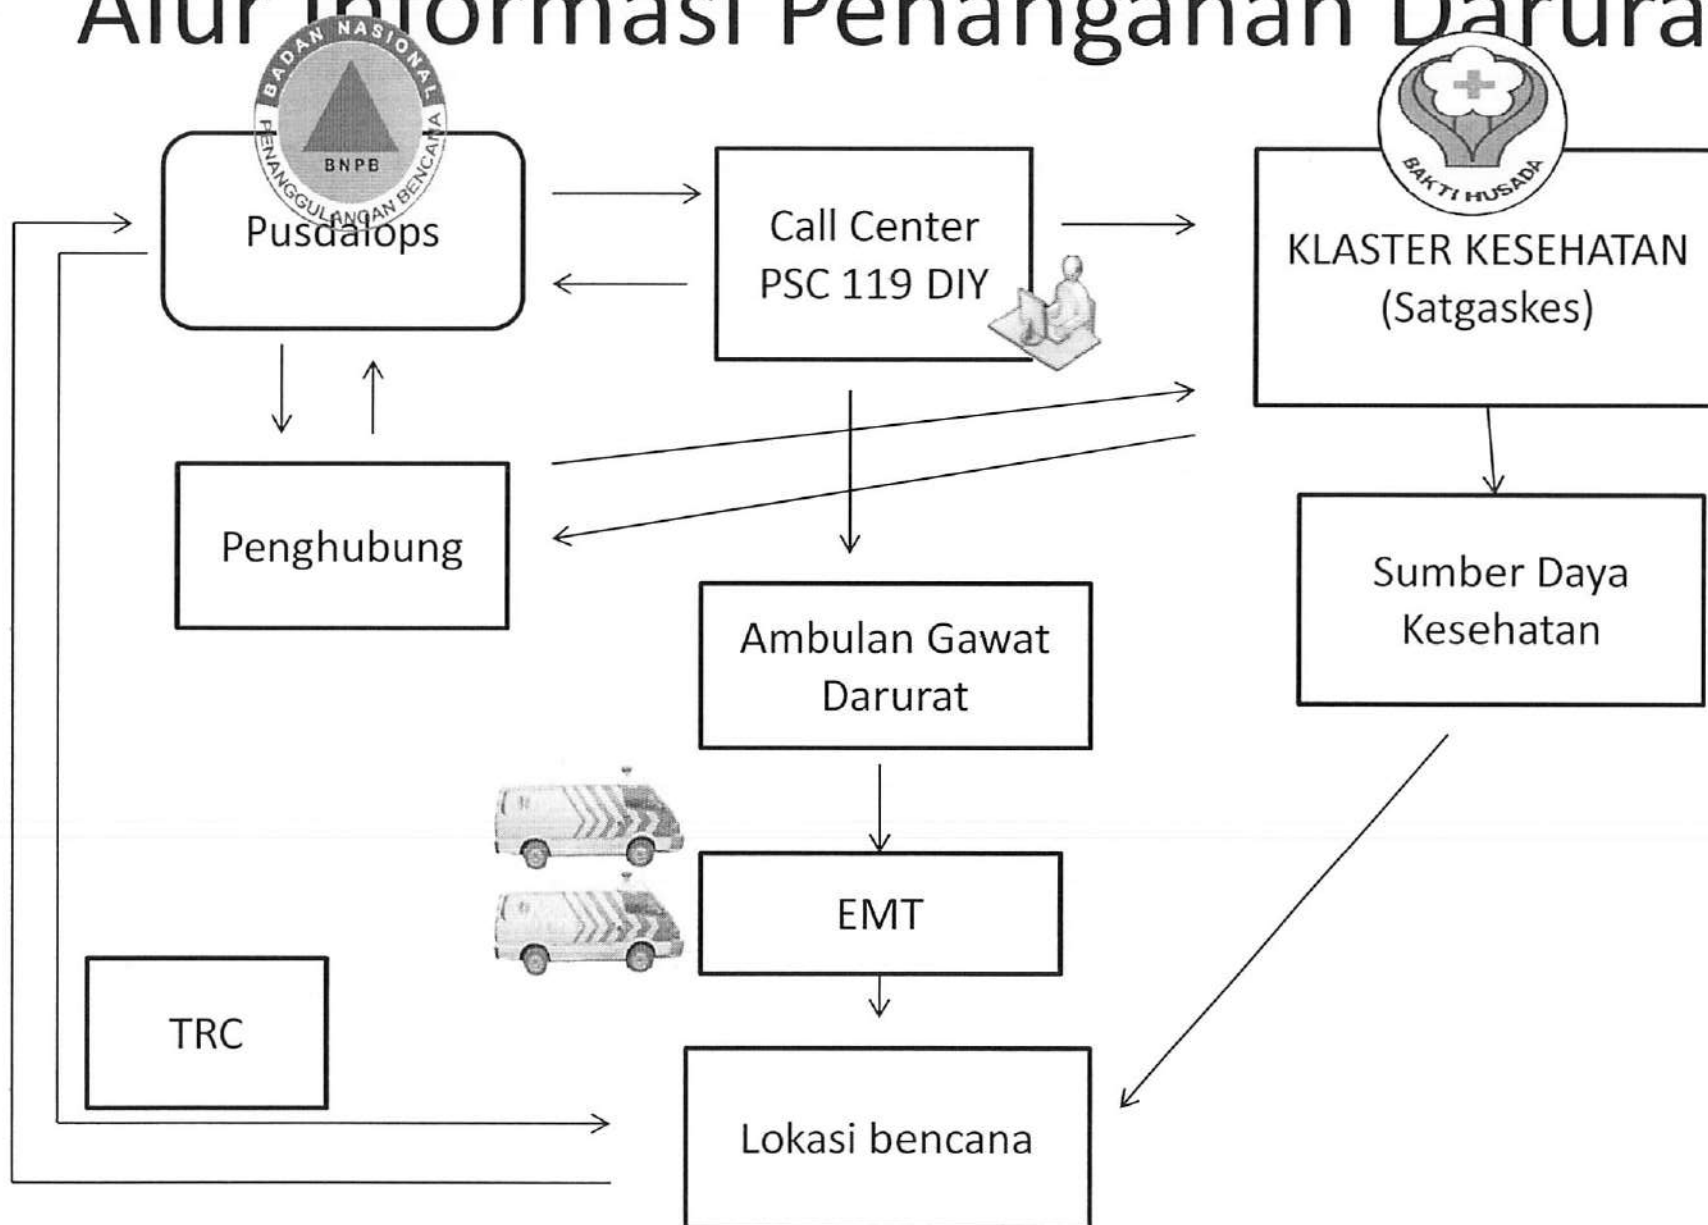 Alur Informasi Penanganan Darura
BADAN NASIONAL
PENANGGULANGAN BENCANA
BNPB
Pusdalops
Call Center
PSC 119 DIY
BAKTI HUSADA
KLASTER KESEHATAN
(Satgaskes)
Penghubung
Sumber Daya
Kesehatan
Ambulan Gawat
Darurat
EMT
TRC
Lokasi bencana